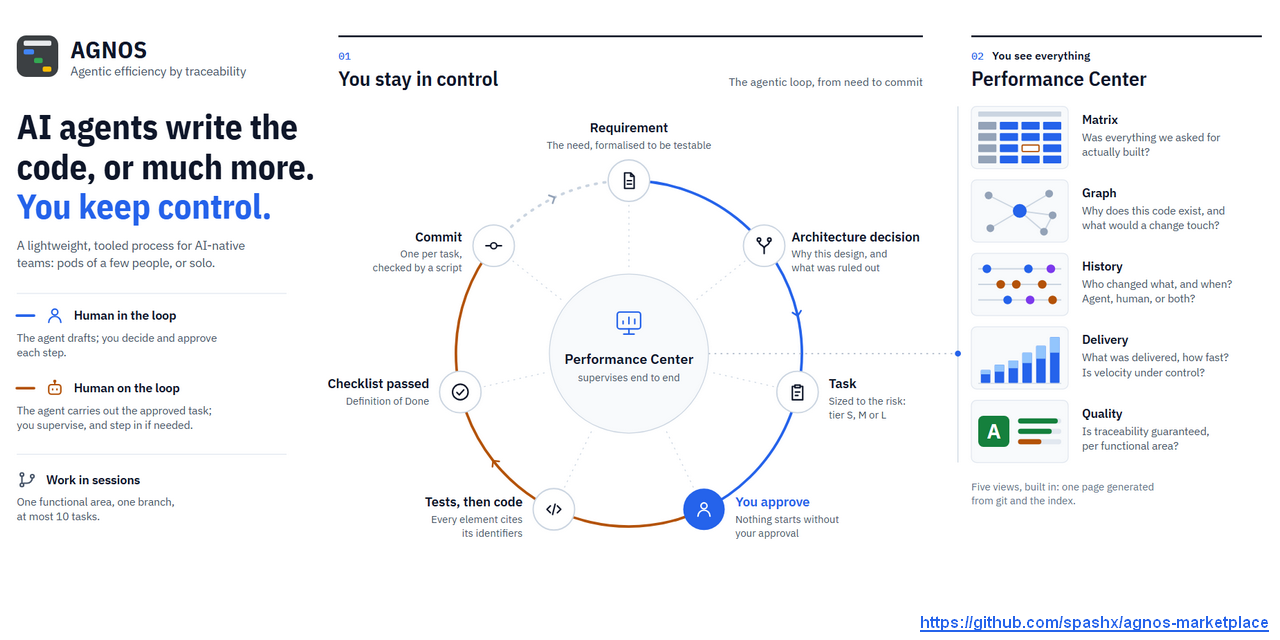 AGNOS
Agentic efficiency by traceability
AI agents write the
code, or much more.
You keep control.
A lightweight, tooled process for AI-native
teams: pods of a few people, or solo.
Human in the loop
The agent drafts; you decide and approve
each step.
Human on the loop
The agent carries out the approved task;
you supervise, and step in if needed.
Work in sessions
One functional area, one branch,
at most 10 tasks.
01
You stay in control
The agentic loop, from need to commit
Requirement
The need, formalised to be testable
Architecture decision
Why this design, and
what was ruled out
Task
Sized to the risk:
tier S, M or L
You approve
Nothing starts without
your approval
Tests, then code
Every element cites
its identifiers
Checklist passed
Definition of Done
Commit
One per task,
checked by a script
Performance Center
supervises end to end
02 You see everything
Performance Center
Matrix
Was everything we asked for
actually built?
Graph
Why does this code exist, and
what would a change touch?
History
Who changed what, and when?
Agent, human, or both?
Delivery
What was delivered, how fast?
Is velocity under control?
A
Quality
Is traceability guaranteed,
per functional area?
Five views, built in: one page generated
from git and the index.
https://github.com/spashx/agnos-marketplace